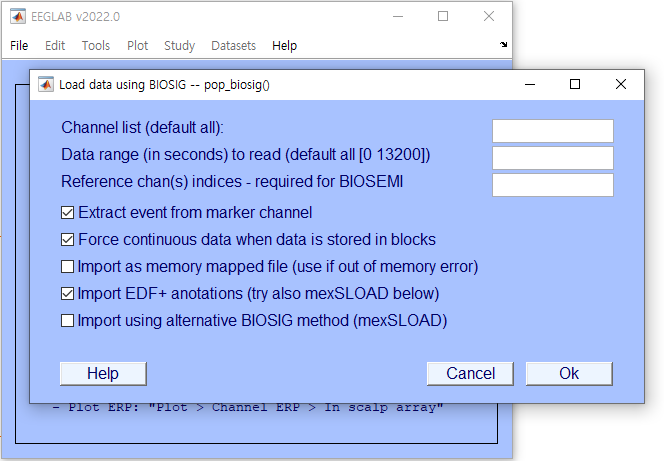 EEGLAB v2022.0
File Edit Tools Plot Study Datasets Help
Load data using BIOSIG -- pop_biosig()
Channel list (default all):
Data range (in seconds) to read (default all [0 13200])
Reference chan(s) indices - required for BIOSEMI
Extract event from marker channel
Force continuous data when data is stored in blocks
Import as memory mapped file (use if out of memory error)
Import EDF+ anotations (try also mexSLOAD below)
Import using alternative BIOSIG method (mexSLOAD)
Help Cancel Ok
- Plot ERP: "Plot > Channel ERP > In scalp array"